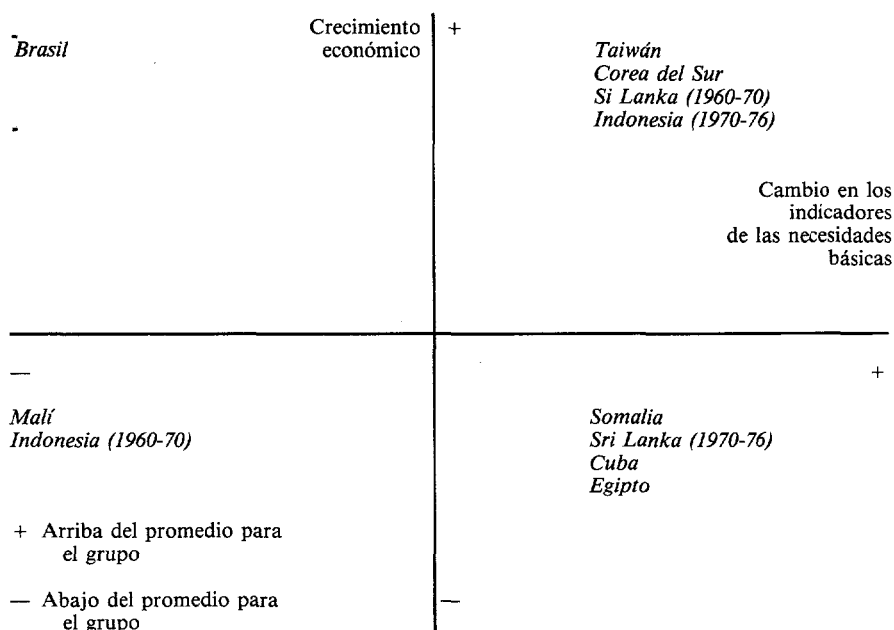 Crecimiento +
económico
Brasil
Taiwán
Corea del Sur
Si Lanka (1960-70)
Indonesia (1970-76)
Cambio en los
indicadores
de las necesidades
básicas
— +
Malí
Indonesia (1960-70)
Somalia
Sri Lanka (1970-76)
Cuba
Egipto
+ Arriba del promedio para
el grupo
— Abajo del promedio para
el grupo
—